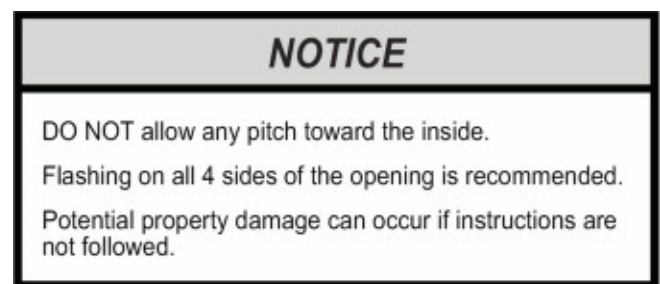 NOTICE
DO NOT allow any pitch toward the inside.
Flashing on all 4 sides of the opening is recommended.
Potential property damage can occur if instructions are
not followed.